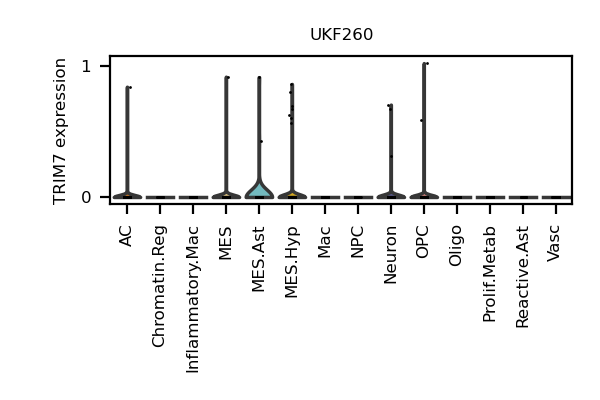 UKF260
TRIM7 expression
1
0
AC
Chromatin.Reg
Inflammatory.Mac
MES
MES.Ast
MES.Hyp
Mac
NPC
Neuron
OPC
Oligo
Prolif.Metab
Reactive.Ast
Vasc